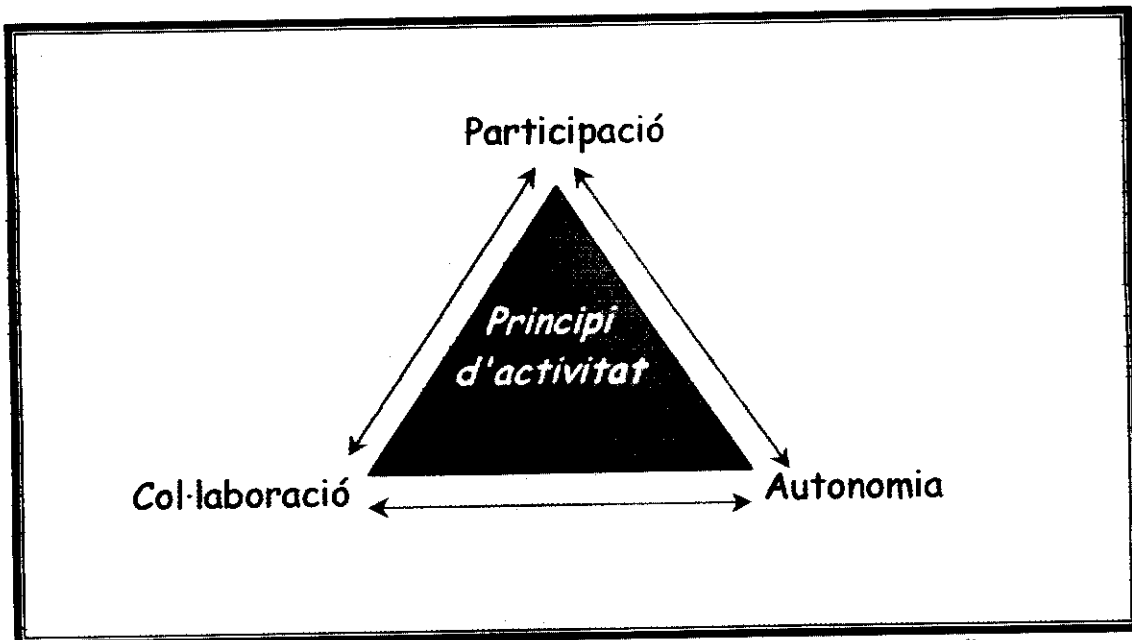 Participació
Principi
d'activitat
Col·laboració
Autonomia